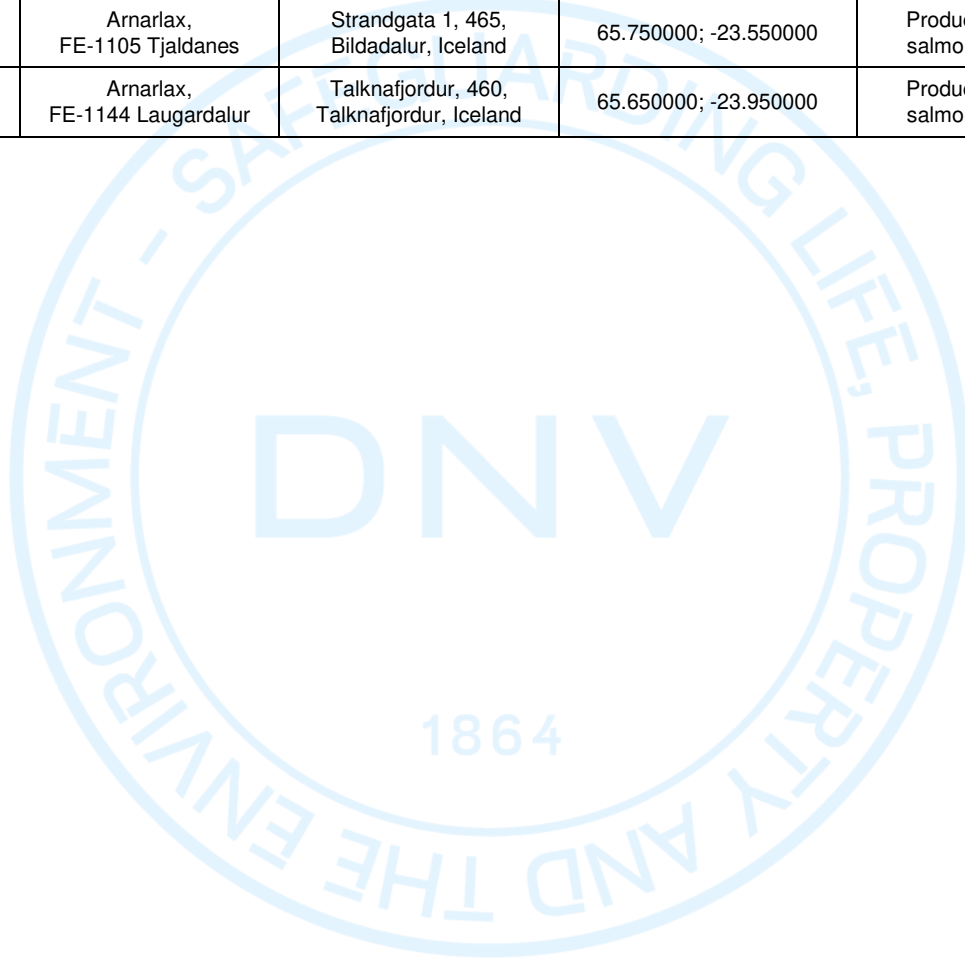 Arnarlax,
FE-1105 Tjaldanes
Strandgata 1, 465,
Bildadalur, Iceland
65.750000; -23.550000
Arnarlax,
FE-1144 Laugardalur
Talknafjordur, 460,
Talknafjordur, Iceland
65.650000; -23.950000
SAFEGUARDING LIFE, PROPERTY AND THE ENVIRONMENT -
DNV
1864